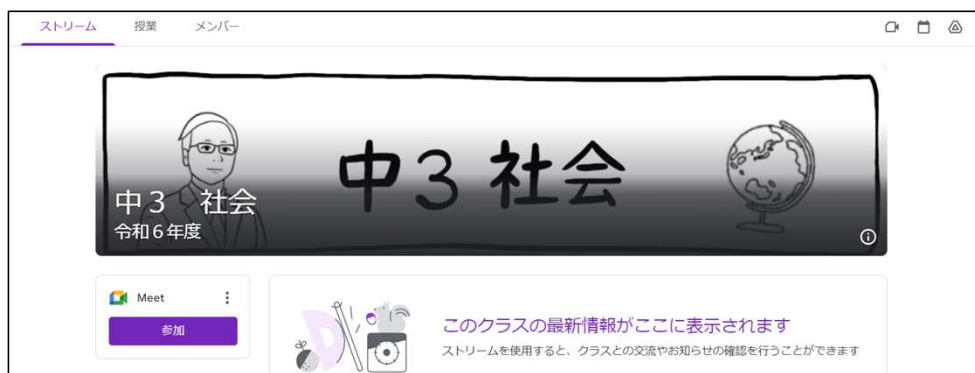 ストリーム
授業
メンバー
中3 社会
中３　社会
令和６年度
Meet
参加
このクラスの最新情報がここに表示されます
ストリームを使用すると、クラスとの交流やお知らせの確認を行うことができます